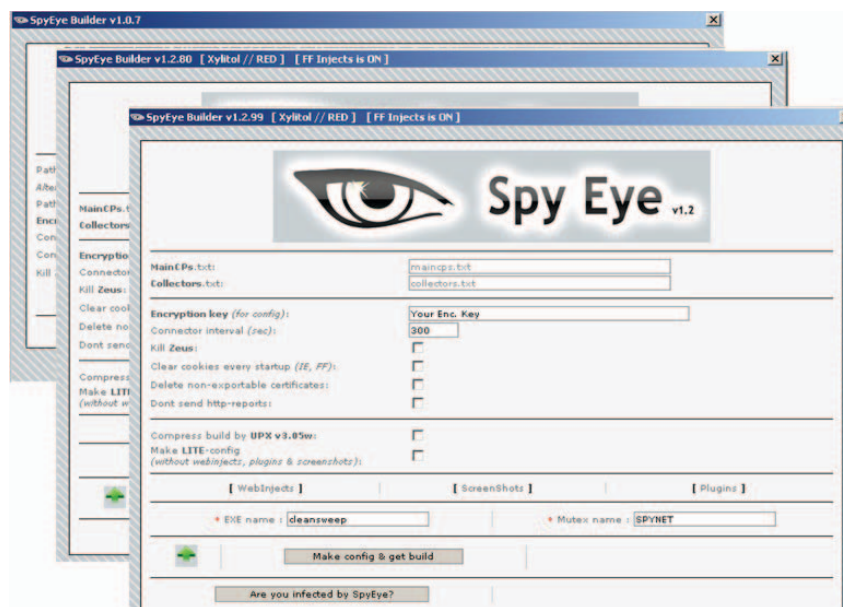 SpyEye Builder v1.0.7
SpyEye Builder v1.2.80 [ Xylitol // RED ] [ FF Injects is ON ]
SpyEye Builder v1.2.99 [ Xylitol // RED ] [ FF Injects is ON ]
Path
Alte
Path
Encr
Con
Con
Kill
MainCPs.t
Collectors
Encryptio
Connector
Kill Zeus:
Clear cook
Delete no
Dont send
Compress
Make LIT
(without w
Spy Eye v1.2
MainCPs.txt: maincps.txt
Collectors.txt: collectors.txt
Encryption key (for config): Your Enc. Key
Connector interval (sec): 300
Kill Zeus:
Clear cookies every startup (IE, FF):
Delete non-exportable certificates:
Dont send http-reports:
Compress build by UPX v3.05w:
Make LITE-config
(without webinjects, plugins & screenshots):
[ WebInjects ] [ ScreenShots ] [ Plugins ]
* EXE name : cleansweep * Mutex name : SPYNET
Make config & get build
Are you infected by SpyEye?